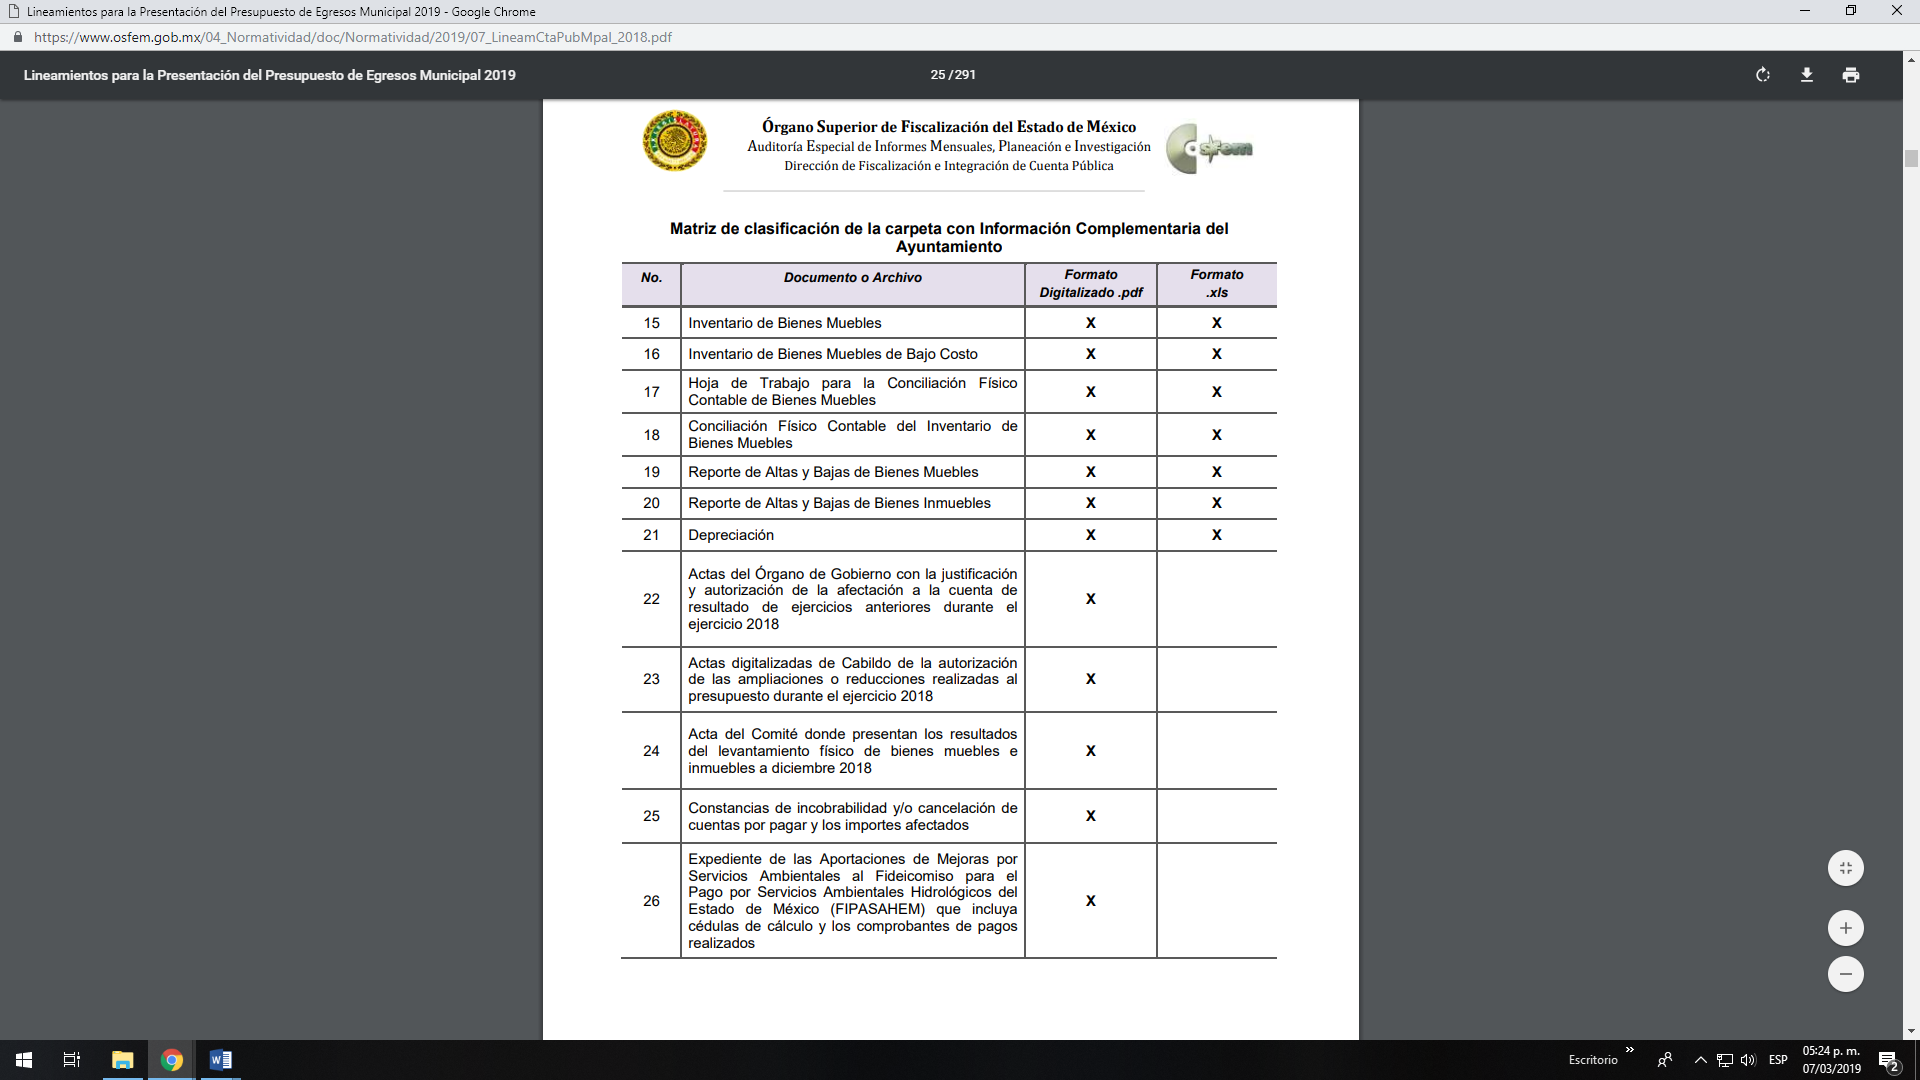 Lineamientos para la Presentación del Presupuesto de Egresos Municipal 2019 - Google Chrome
https://www.osfem.gob.mx/04_Normatividad/doc/Normatividad/2019/07_LineamCtaPubMpal_2018.pdf
Lineamientos para la Presentación del Presupuesto de Egresos Municipal 2019
25 / 291
Órgano Superior de Fiscalización del Estado de México
Auditoría Especial de Informes Mensuales, Planeación e Investigación
Dirección de Fiscalización e Integración de Cuenta Pública
osfem
Matriz de clasificación de la carpeta con Información Complementaria del
Ayuntamiento
No. Documento o Archivo Formato Digitalizado .pdf Formato .xls
15 Inventario de Bienes Muebles X X
16 Inventario de Bienes Muebles de Bajo Costo X X
17 Hoja de Trabajo para la Conciliación Físico
Contable de Bienes Muebles X X
18 Conciliación Físico Contable del Inventario de
Bienes Muebles X X
19 Reporte de Altas y Bajas de Bienes Muebles X X
20 Reporte de Altas y Bajas de Bienes Inmuebles X X
21 Depreciación X X
22 Actas del Órgano de Gobierno con la justificación
y autorización de la afectación a la cuenta de
resultado de ejercicios anteriores durante el
ejercicio 2018 X
23 Actas digitalizadas de Cabildo de la autorización
de las ampliaciones o reducciones realizadas al
presupuesto durante el ejercicio 2018 X
24 Acta del Comité donde presentan los resultados
del levantamiento físico de bienes muebles e
inmuebles a diciembre 2018 X
25 Constancias de incobrabilidad y/o cancelación de
cuentas por pagar y los importes afectados X
26 Expediente de las Aportaciones de Mejoras por
Servicios Ambientales al Fideicomiso para el
Pago por Servicios Ambientales Hidrológicos del
Estado de México (FIPASAHEM) que incluya
cédulas de cálculo y los comprobantes de pagos
realizados X
Escritorio
ESP
05:24 p. m.
07/03/2019
2